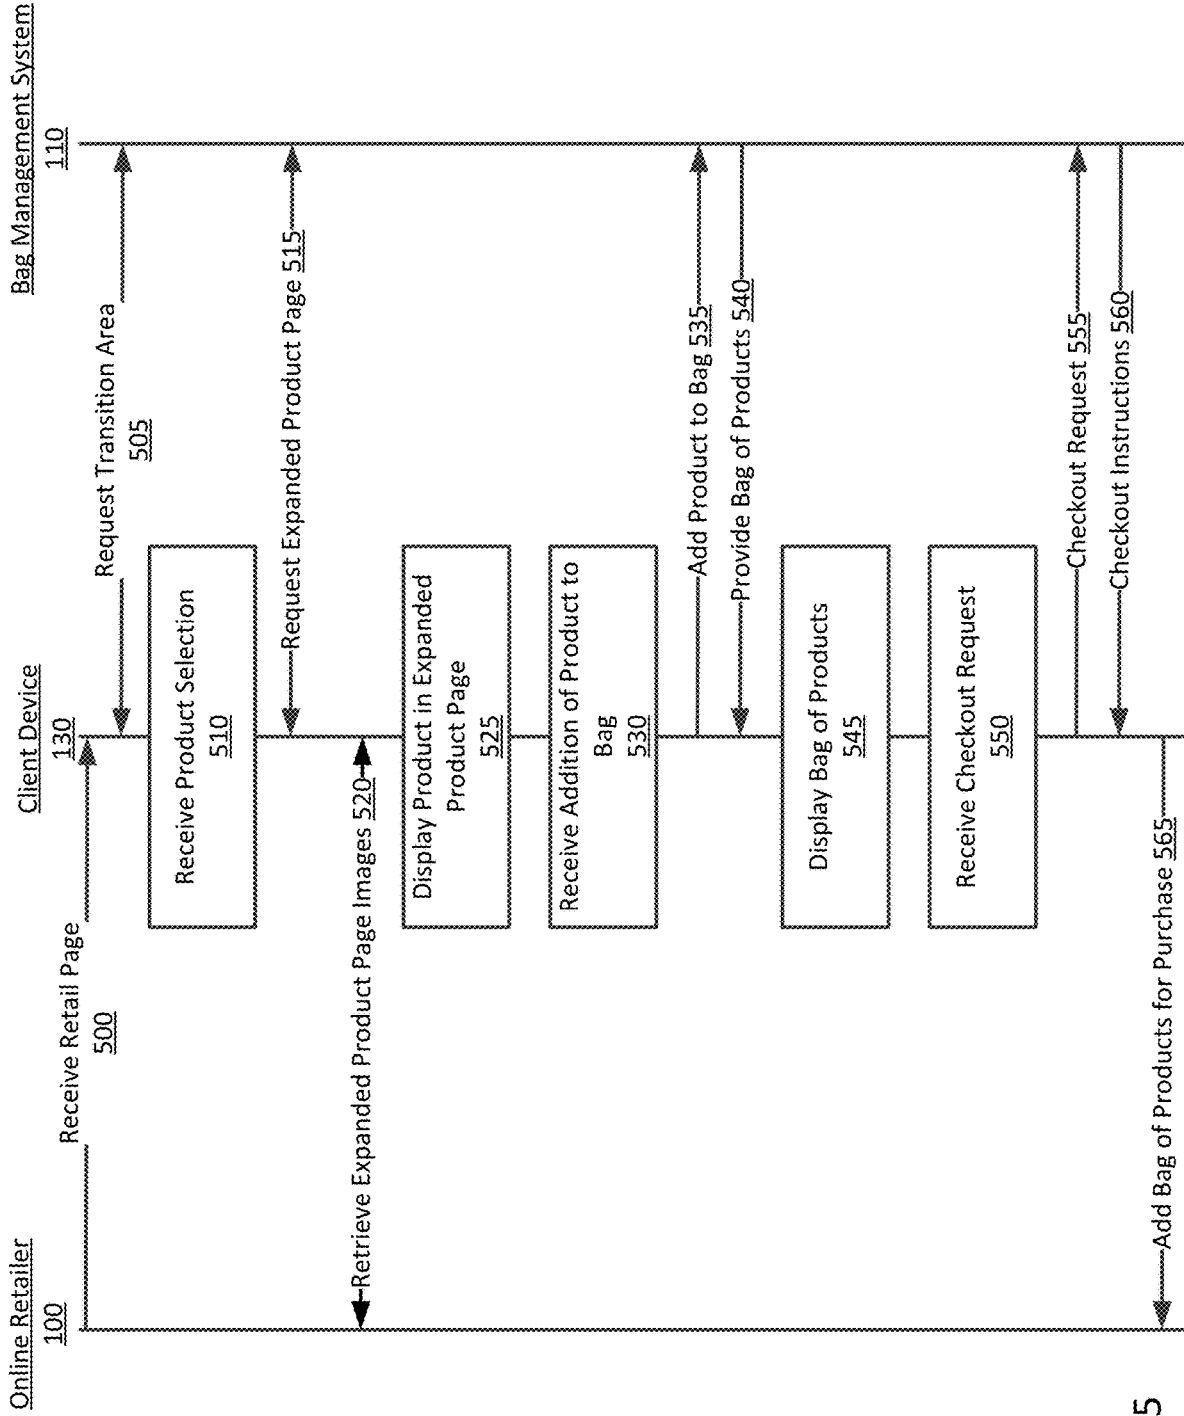 Online Retailer
100
Client Device
130
Bag Management System
110
Receive Retail Page
500
Request Transition Area
505
Receive Product Selection
510
Request Expanded Product Page 515
Retrieve Expanded Product Page Images 520
Display Product in Expanded
Product Page
525
Receive Addition of Product to
Bag
530
Add Product to Bag 535
Provide Bag of Products 540
Display Bag of Products
545
Receive Checkout Request
550
Checkout Request 555
Checkout Instructions 560
Add Bag of Products for Purchase 565
5